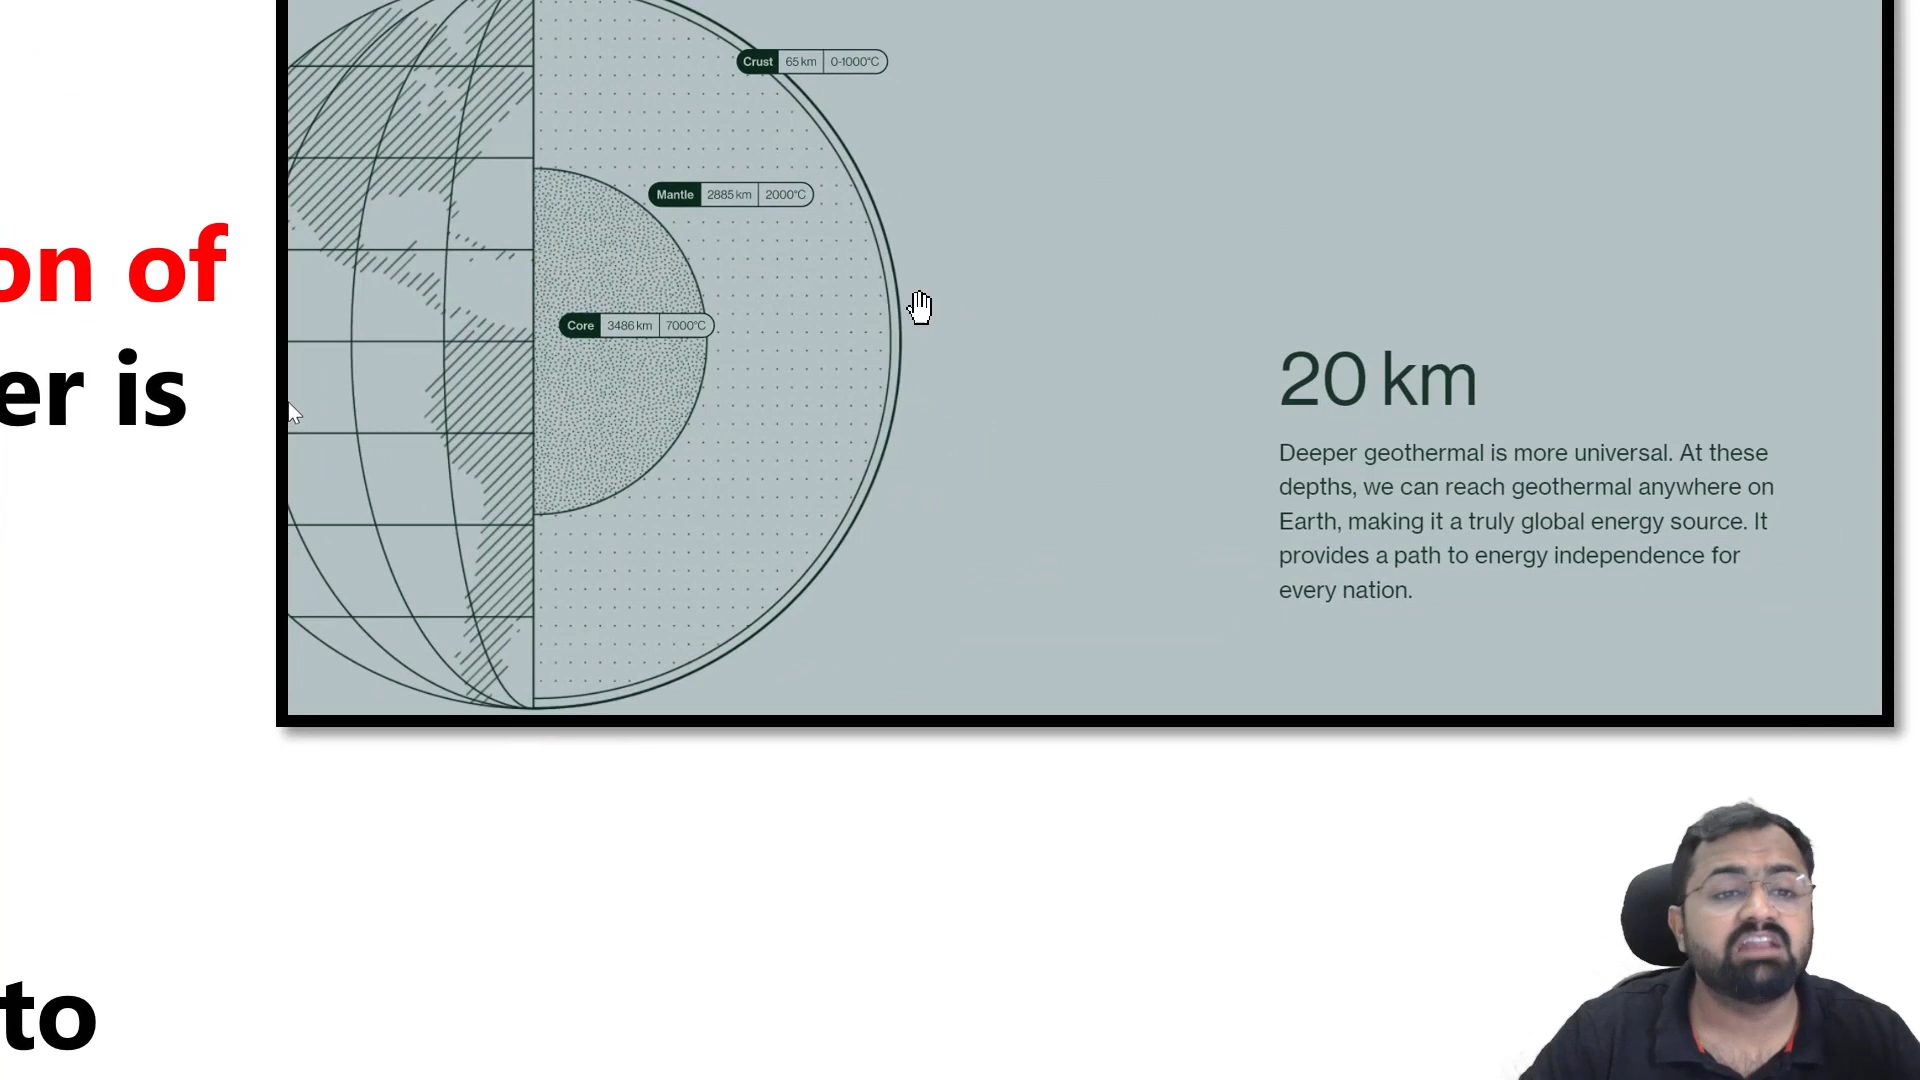 Crust 65 km 0-1000°C
Mantle 2885 km 2000°C
on of
Core 3486 km 7000°C
er is
20 km
Deeper geothermal is more universal. At these
depths, we can reach geothermal anywhere on
Earth, making it a truly global energy source. It
provides a path to energy independence for
every nation.
to